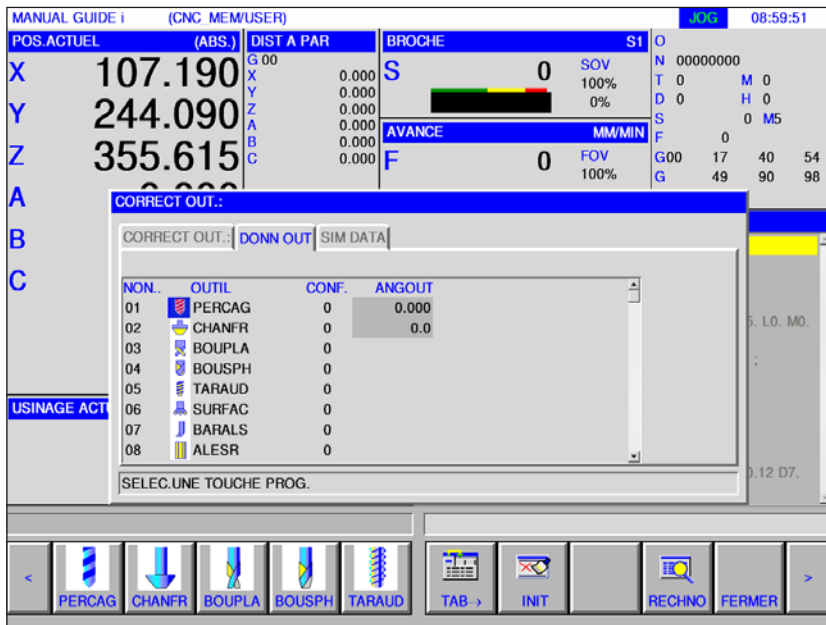 MANUAL GUIDE i (CNC_MEM/USER) JOG 08:59:51
POS.ACTUEL (ABS.)
X 107.190
Y 244.090
Z 355.615
A
B
C
DIST A PAR
G 00
X 0.000
Y 0.000
Z 0.000
A 0.000
B 0.000
C 0.000
BROCHE S1
S 0 SOV
100%
0%
AVANCE MM/MIN
F 0 FOV
100%
O
N 00000000
T 0 M 0
D 0 H 0
S 0 M5
F 0
G00 17 40 54
G 49 90 98
CORRECT OUT.:
CORRECT OUT.: DONN OUT SIM DATA
NON.. OUTIL CONF. ANGOUT
01 PERCAG 0 0.000
02 CHANFR 0 0.0
03 BOUPLA 0
04 BOUSPH 0
05 TARAUD 0
06 SURFAC 0
07 BARALS 0
08 ALESR 0
SELEC.UNE TOUCHE PROG.
USINAGE ACT
L0. M0.
;
0.12 D7.
< PERCAG CHANFR BOUPLA BOUSPH TARAUD TAB→ INIT RECHNO FERMER >